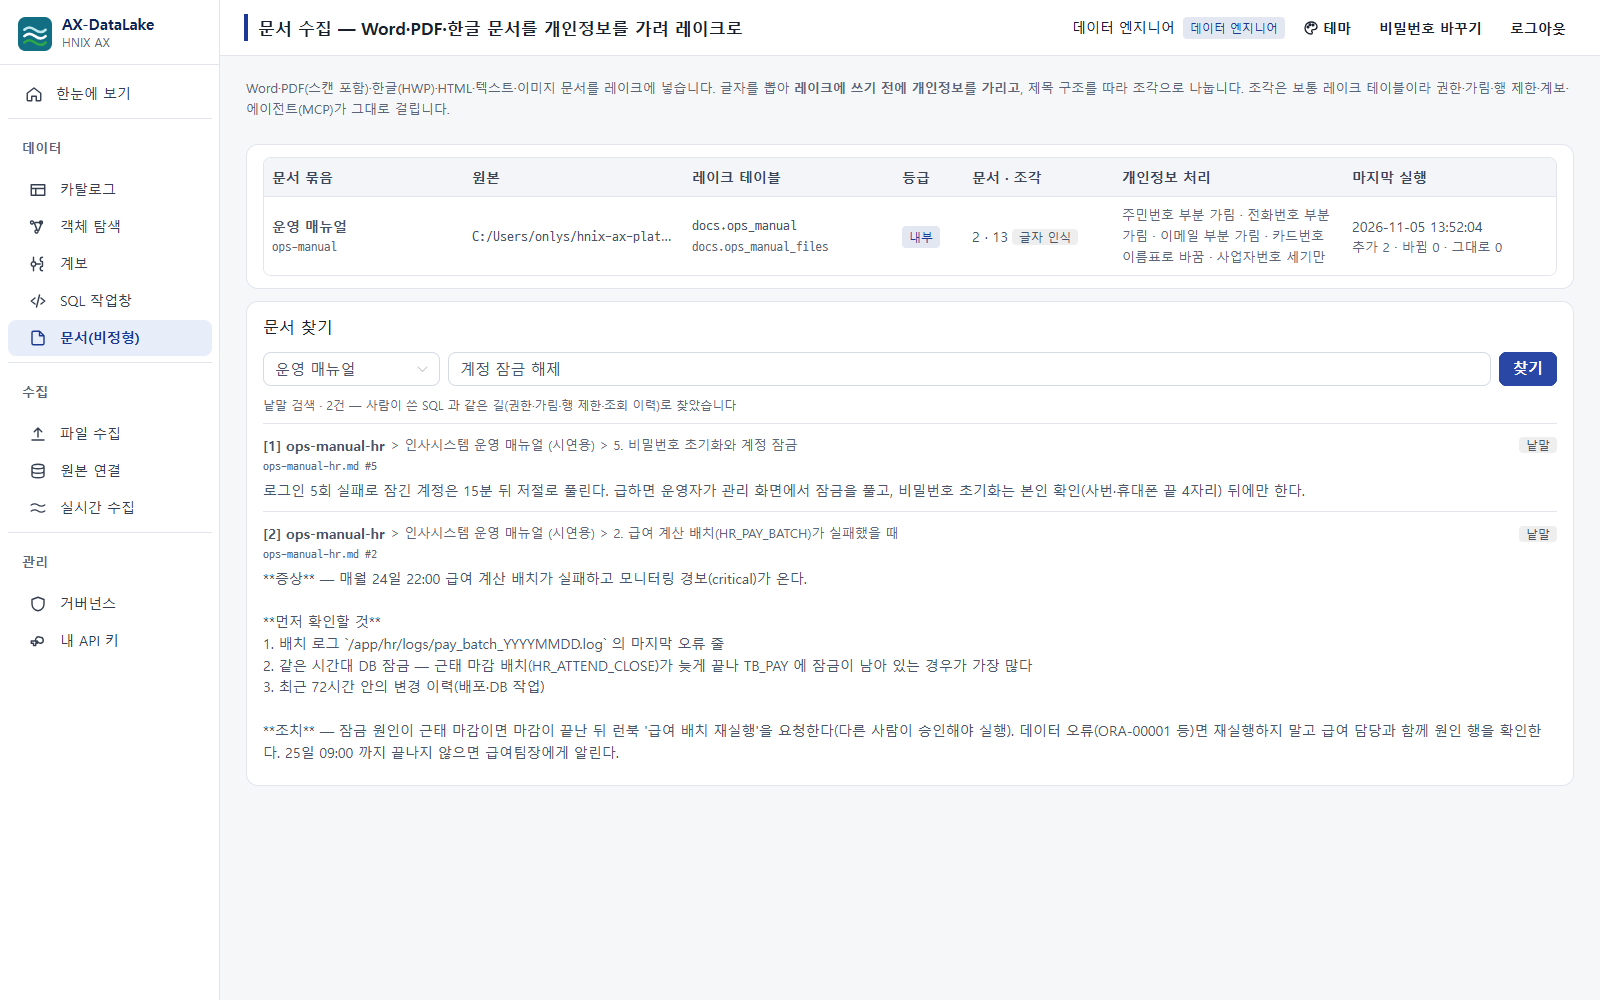 AX-DataLake
HNIX AX
한눈에 보기
데이터
카탈로그
객체 탐색
계보
SQL 작업창
문서(비정형)
수집
파일 수집
원본 연결
실시간 수집
관리
거버넌스
내 API 키
문서 수집 — Word·PDF·한글 문서를 개인정보를 가려 레이크로
데이터 엔지니어 데이터 엔지니어 테마 비밀번호 바꾸기 로그아웃
Word·PDF(스캔 포함)·한글(HWP)·HTML·텍스트·이미지 문서를 레이크에 넣습니다. 글자를 뽑아 레이크에 쓰기 전에 개인정보를 가리고, 제목 구조를 따라 조각으로 나눕니다. 조각은 보통 레이크 테이블이라 권한·가림·행 제한·계보·
에이전트(MCP)가 그대로 걸립니다.
문서 묶음 원본 레이크 테이블 등급 문서 · 조각 개인정보 처리 마지막 실행
운영 매뉴얼
ops-manual
C:/Users/onlys/hnix-ax-plat...
docs.ops_manual
docs.ops_manual_files
내부
2 · 13 글자 인식
주민번호 부분 가림 · 전화번호 부분
가림 · 이메일 부분 가림 · 카드번호
이름표로 바꿈 · 사업자번호 세기만
2026-11-05 13:52:04
추가 2 · 바뀜 0 · 그대로 0
문서 찾기
운영 매뉴얼 계정 잠금 해제 찾기
낱말 검색 · 2건 — 사람이 쓴 SQL 과 같은 길(권한·가림·행 제한·조회 이력)로 찾았습니다
[1] ops-manual-hr > 인사시스템 운영 매뉴얼 (시연용) > 5. 비밀번호 초기화와 계정 잠금 낱말
ops-manual-hr.md #5
로그인 5회 실패로 잠긴 계정은 15분 뒤 저절로 풀린다. 급하면 운영자가 관리 화면에서 잠금을 풀고, 비밀번호 초기화는 본인 확인(사번·휴대폰 끝 4자리) 뒤에만 한다.
[2] ops-manual-hr > 인사시스템 운영 매뉴얼 (시연용) > 2. 급여 계산 배치(HR_PAY_BATCH)가 실패했을 때 낱말
ops-manual-hr.md #2
**증상** — 매월 24일 22:00 급여 계산 배치가 실패하고 모니터링 경보(critical)가 온다.
**먼저 확인할 것**
1. 배치 로그 `/app/hr/logs/pay_batch_YYYYMMDD.log` 의 마지막 오류 줄
2. 같은 시간대 DB 잠금 — 근태 마감 배치(HR_ATTEND_CLOSE)가 늦게 끝나 TB_PAY 에 잠금이 남아 있는 경우가 가장 많다
3. 최근 72시간 안의 변경 이력(배포·DB 작업)
**조치** — 잠금 원인이 근태 마감이면 마감이 끝난 뒤 런북 '급여 배치 재실행'을 요청한다(다른 사람이 승인해야 실행). 데이터 오류(ORA-00001 등)면 재실행하지 말고 급여 담당과 함께 원인 행을 확인한
다. 25일 09:00 까지 끝나지 않으면 급여팀장에게 알린다.